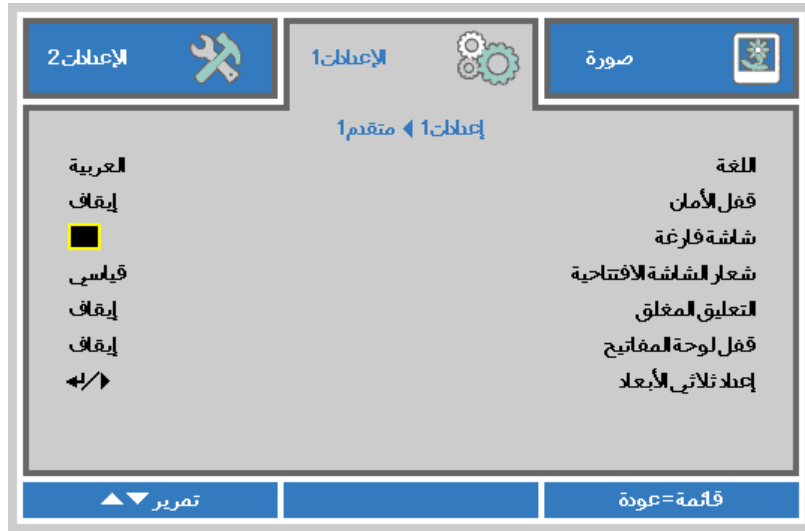 صورة
الإعدادات1
الإعدادات2
إعدادات1 ◀ متقدم1
اللغة العربية
قفل الأمان إيقاف
شاشة فارغة
شعار الشاشة الافتتاحية قياسي
التعليق المغلق إيقاف
قفل لوحة المفاتيح إيقاف
إعداد ثلاثي الأبعاد ◀/↵
قائمة=عودة
تمرير ▼▲